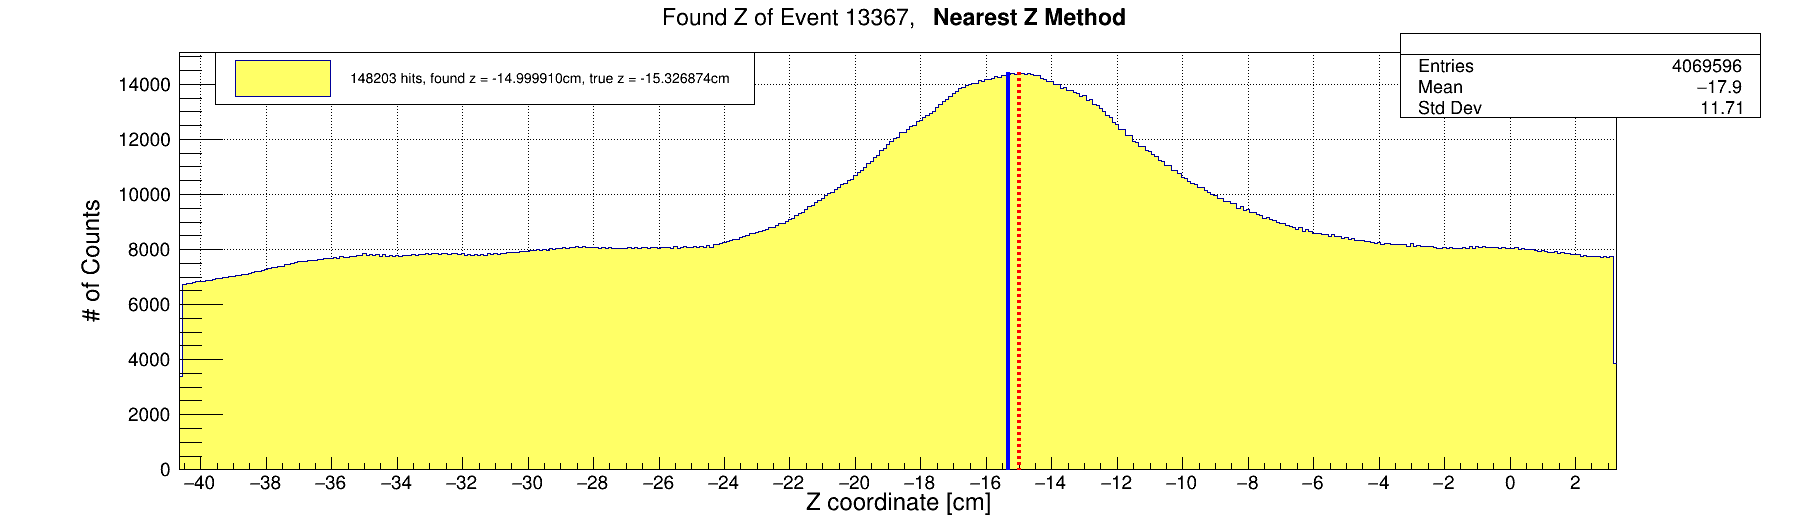 Found Z of Event 13367, Nearest Z Method
148203 hits, found z = -14.999910cm, true z = -15.326874cm
Entries 4069596
Mean −17.9
Std Dev 11.71
# of Counts
14000
12000
10000
8000
6000
4000
2000
0
−40 −38 −36 −34 −32 −30 −28 −26 −24 −22 −20 −18 −16 −14 −12 −10 −8 −6 −4 −2 0 2
Z coordinate [cm]